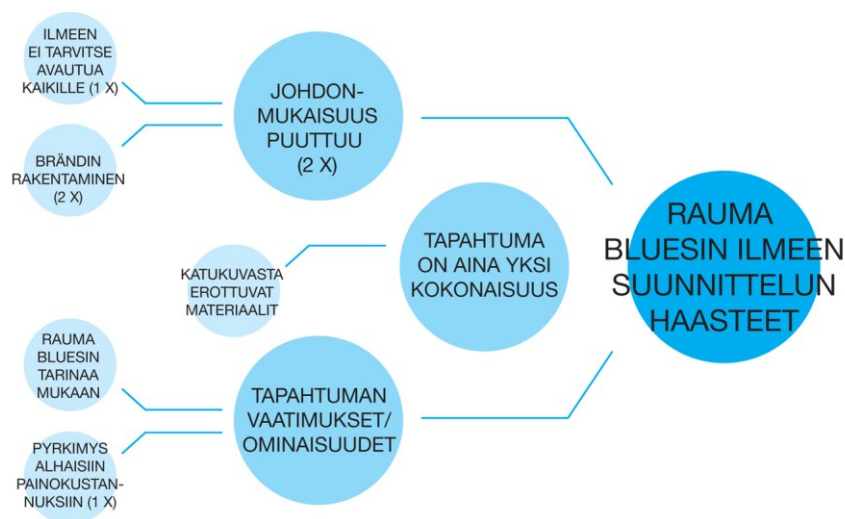 ILMEEN
EI TARVITSE
AVAUTUA
KAIKILLE (1 X)
BRÄNDIN
RAKENTAMINEN
(2 X)
JOHDON-
MUKAISUUS
PUUTTUU
(2 X)
KATUKUVASTA
EROTTUVAT
MATERIAALIT
TAPAHTUMA
ON AINA YKSI
KOKONAISUUS
RAUMA
BLUESIN
TARINAA
MUKAAN
PYRKIMYS
ALHAISIIN
PAINOKUSTAN-
NUKSIIN (1 X)
TAPAHTUMAN
VAATIMUKSET/
OMINAISUUDET
RAUMA
BLUESIN ILMEEN
SUUNNITTELUN
HAASTEET